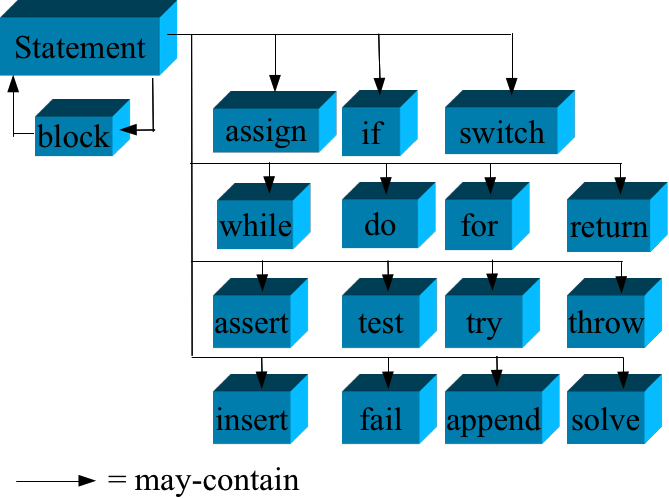 Statement
block
assign if switch
while do for return
assert test try throw
insert fail append solve
= may-contain